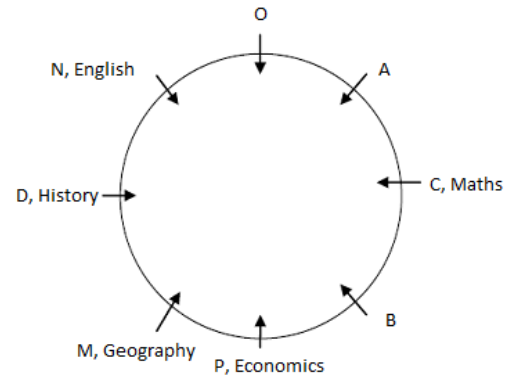 O
N, English
A
D, History
C, Maths
B
M, Geography
P, Economics